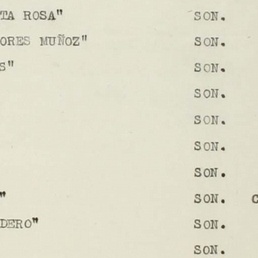 TA ROSA" SON.
ORES MUÑOZ" SON.
S" SON.
SON.
SON.
SON.
SON.
" SON. C
DERO" SON.
SON.